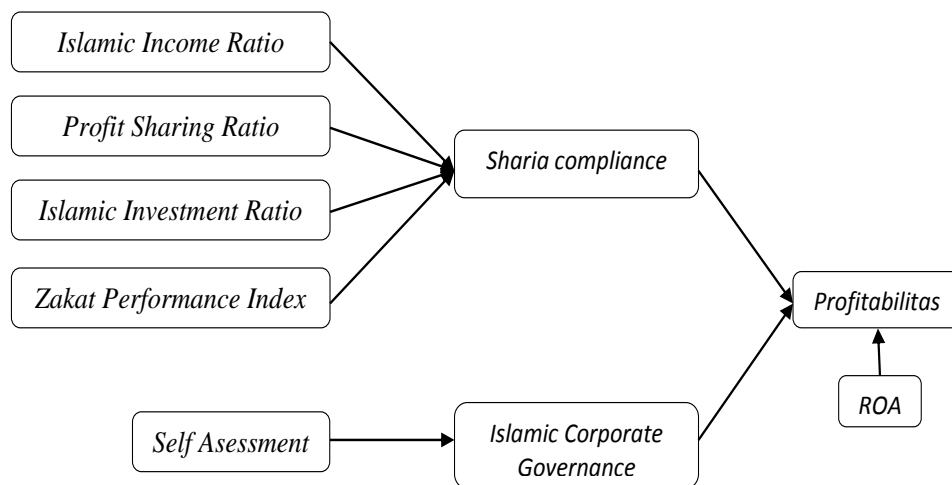 Islamic Income Ratio
Profit Sharing Ratio
Islamic Investment Ratio
Zakat Performance Index
Sharia compliance
Self Asessment
Islamic Corporate
Governance
Profitabilitas
ROA